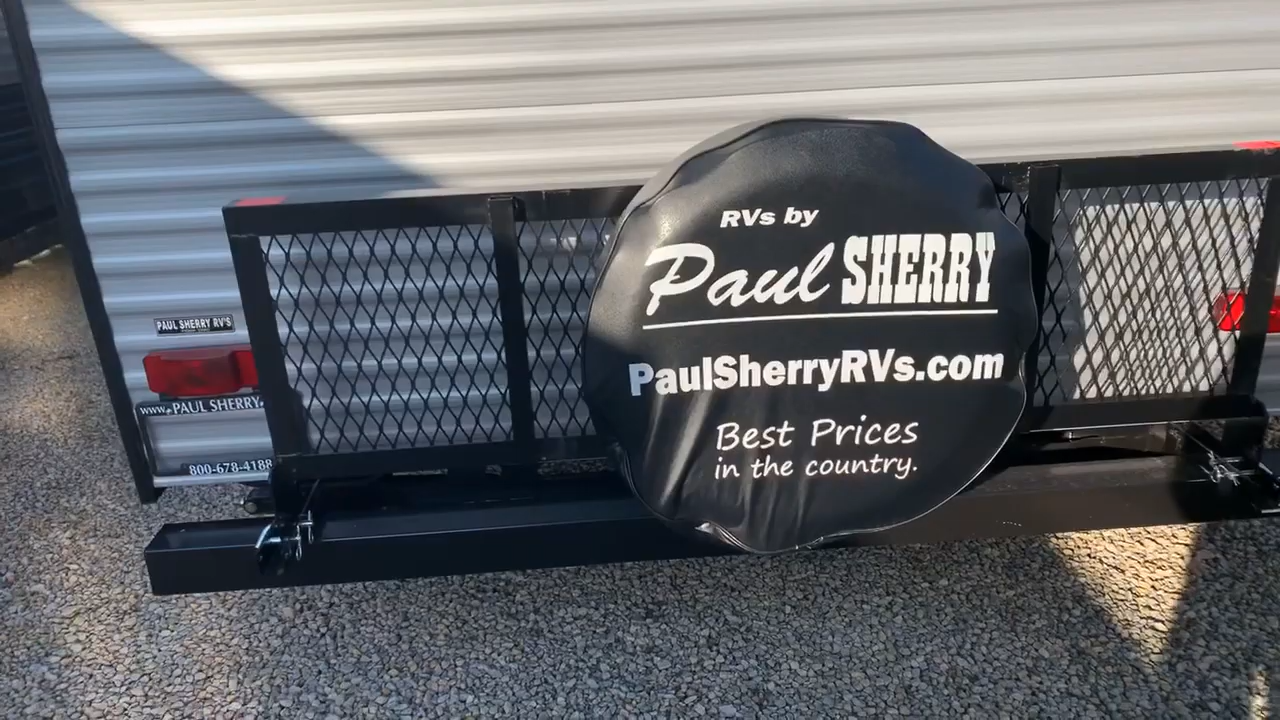 RVs by
Paul SHERRY
PaulSherryRVs.com
Best Prices
in the country.
PAUL SHERRY RV'S
www.PAUL SHERRY.
800-678-4188